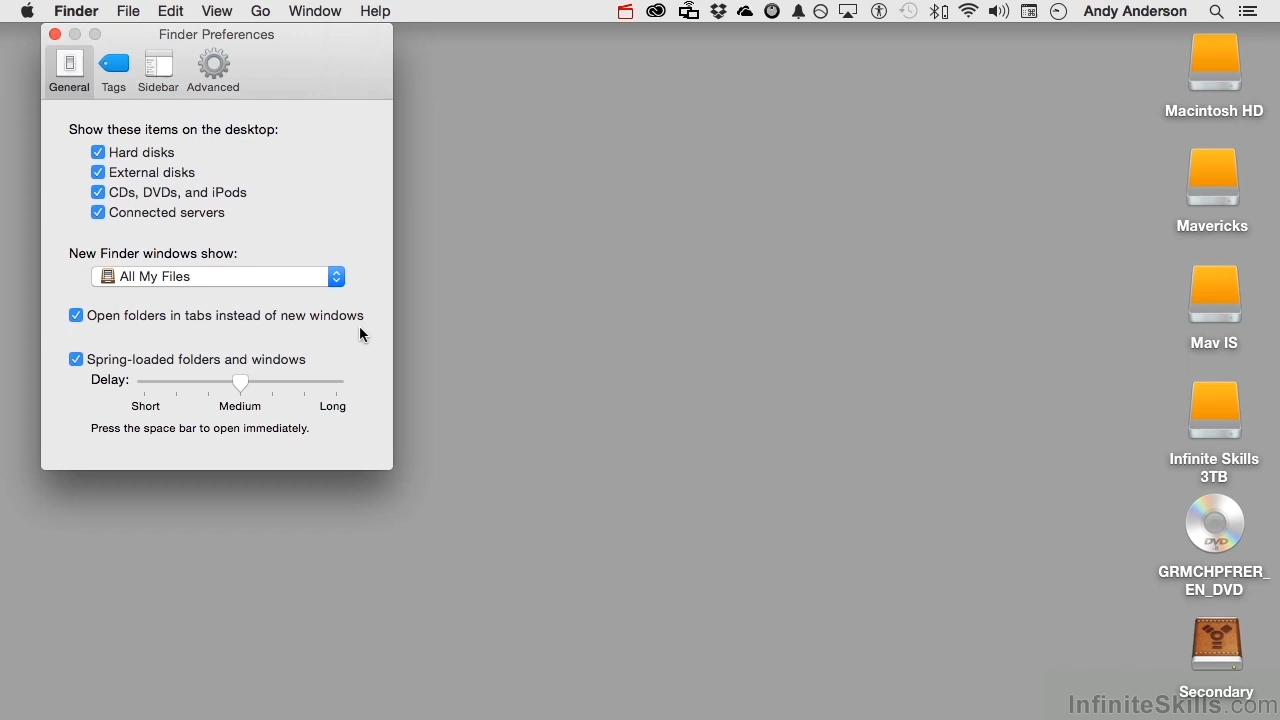 Finder File Edit View Go Window Help Andy Anderson
Finder Preferences
General Tags Sidebar Advanced
Show these items on the desktop:
Hard disks
External disks
CDs, DVDs, and iPods
Connected servers
New Finder windows show:
All My Files
Open folders in tabs instead of new windows
Spring-loaded folders and windows
Delay:
Short Medium Long
Press the space bar to open immediately.
Macintosh HD
Mavericks
Mav IS
Infinite Skills
3TB
DVD
GRMCHPFRER_
EN_DVD
Secondary
InfiniteSkills.com